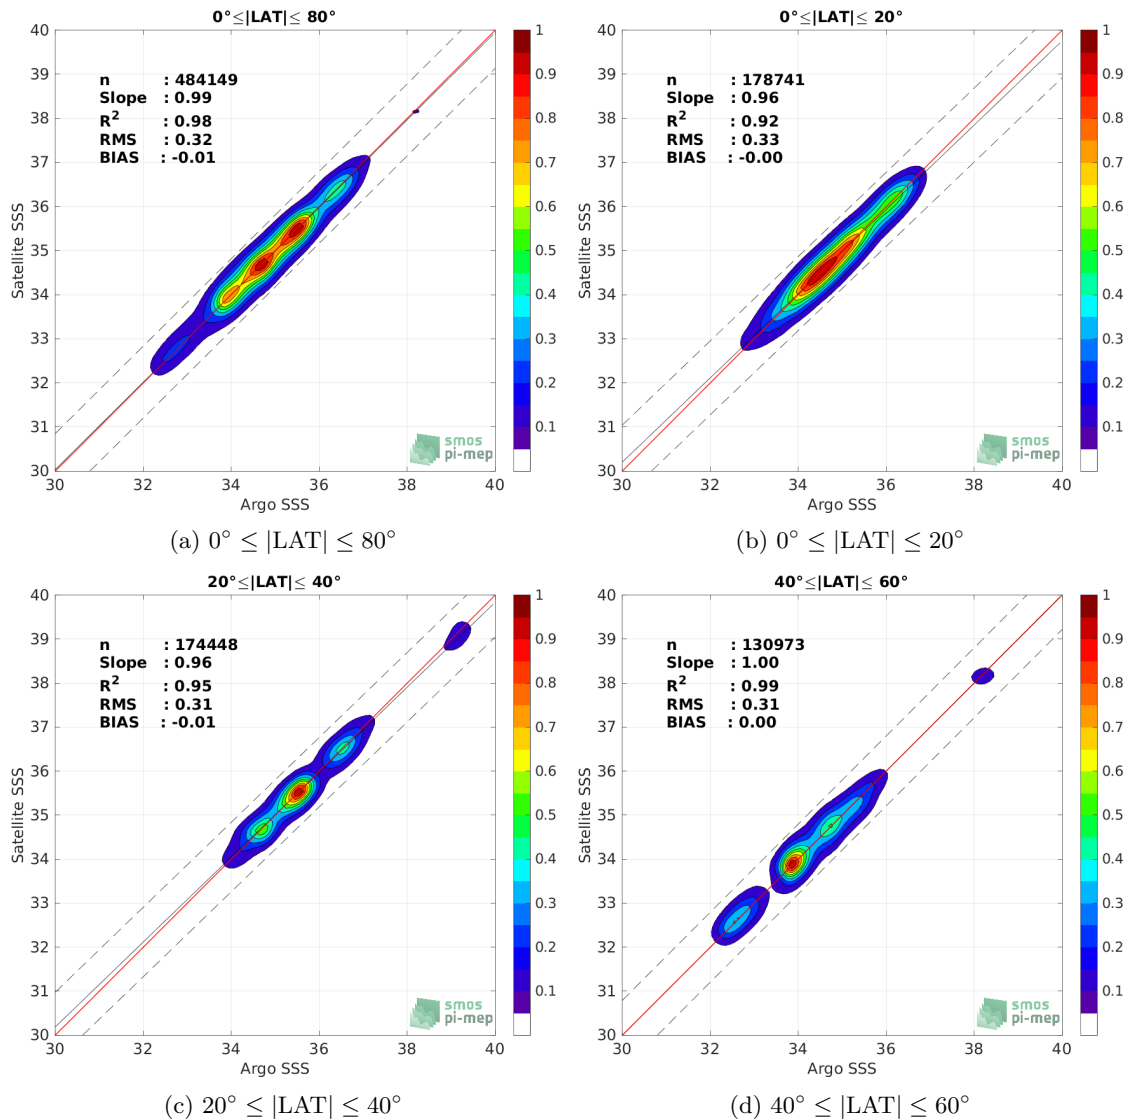 0°≤|LAT|≤ 80°
n : 484149
Slope : 0.99
R² : 0.98
RMS : 0.32
BIAS : -0.01
40
39
38
37
36
35
34
33
32
31
30
30 32 34 36 38 40
Satellite SSS
Argo SSS
1
0.9
0.8
0.7
0.6
0.5
0.4
0.3
0.2
0.1
smos
pi-mep
(a) 0° ≤ |LAT| ≤ 80°
0°≤|LAT|≤ 20°
n : 178741
Slope : 0.96
R² : 0.92
RMS : 0.33
BIAS : -0.00
40
39
38
37
36
35
34
33
32
31
30
30 32 34 36 38 40
Satellite SSS
Argo SSS
1
0.9
0.8
0.7
0.6
0.5
0.4
0.3
0.2
0.1
smos
pi-mep
(b) 0° ≤ |LAT| ≤ 20°
20°≤|LAT|≤ 40°
n : 174448
Slope : 0.96
R² : 0.95
RMS : 0.31
BIAS : -0.01
40
39
38
37
36
35
34
33
32
31
30
30 32 34 36 38 40
Satellite SSS
Argo SSS
1
0.9
0.8
0.7
0.6
0.5
0.4
0.3
0.2
0.1
smos
pi-mep
(c) 20° ≤ |LAT| ≤ 40°
40°≤|LAT|≤ 60°
n : 130973
Slope : 1.00
R² : 0.99
RMS : 0.31
BIAS : 0.00
40
39
38
37
36
35
34
33
32
31
30
30 32 34 36 38 40
Satellite SSS
Argo SSS
1
0.9
0.8
0.7
0.6
0.5
0.4
0.3
0.2
0.1
smos
pi-mep
(d) 40° ≤ |LAT| ≤ 60°